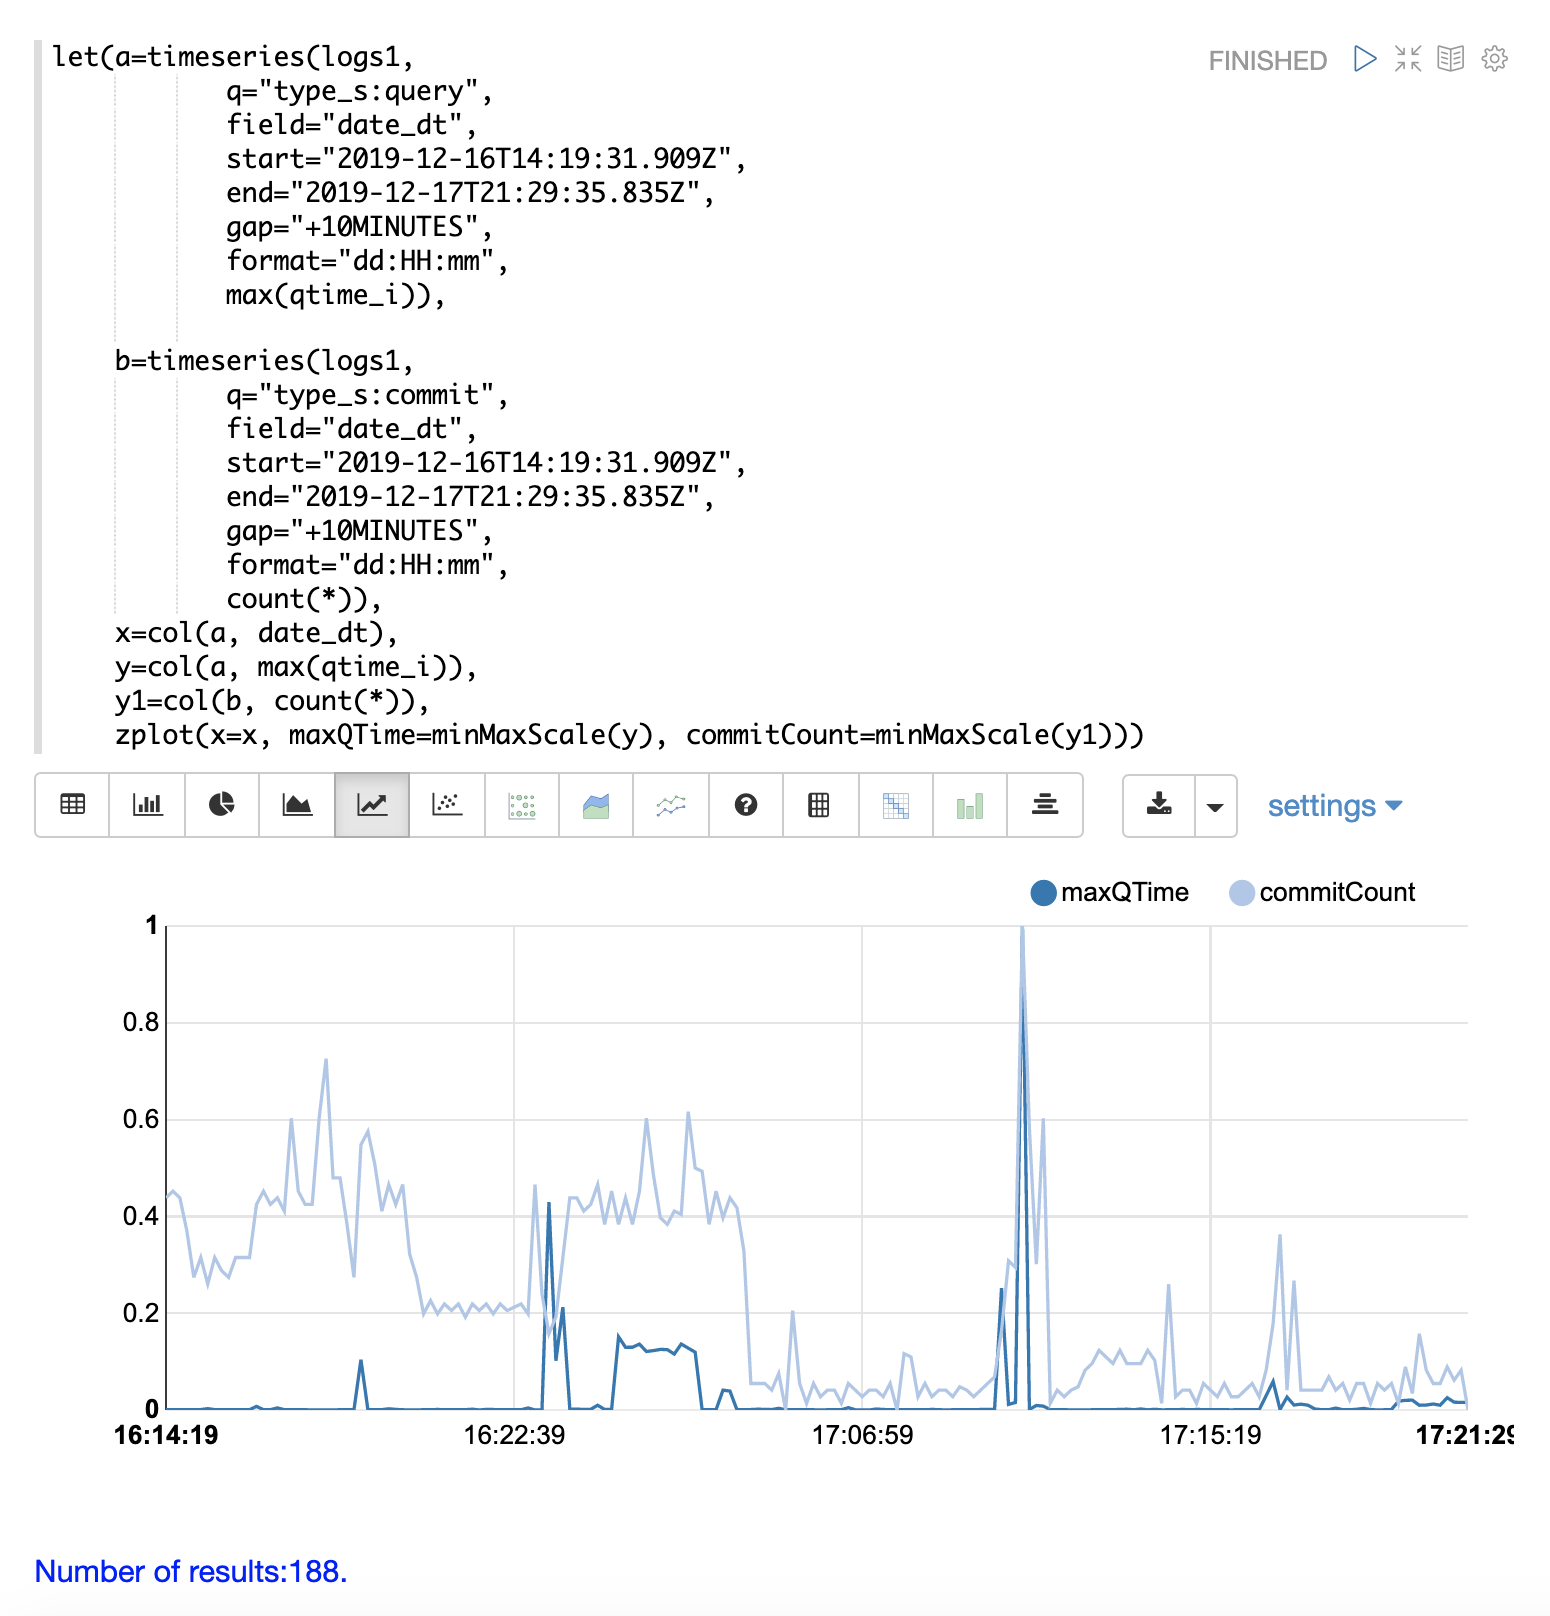 let(a=timeseries(logs1,
q="type_s:query",
field="date_dt",
start="2019-12-16T14:19:31.909Z",
end="2019-12-17T21:29:35.835Z",
gap="+10MINUTES",
format="dd:HH:mm",
max(qtime_i)),
b=timeseries(logs1,
q="type_s:commit",
field="date_dt",
start="2019-12-16T14:19:31.909Z",
end="2019-12-17T21:29:35.835Z",
gap="+10MINUTES",
format="dd:HH:mm",
count(*)),
x=col(a, date_dt),
y=col(a, max(qtime_i)),
y1=col(b, count(*)),
zplot(x=x, maxQTime=minMaxScale(y), commitCount=minMaxScale(y1)))
FINISHED
settings
maxQTime commitCount
1
0.8
0.6
0.4
0.2
0
16:14:19 16:22:39 17:06:59 17:15:19 17:21:29
Number of results:188.